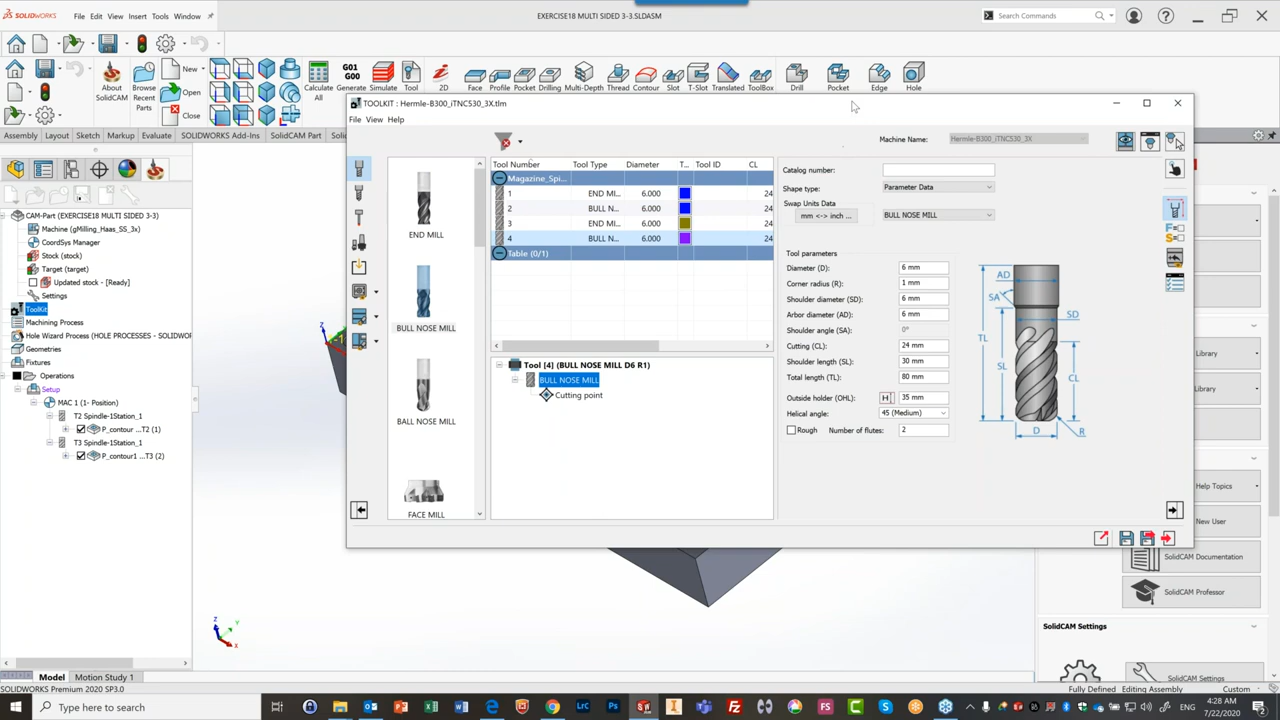 SOLIDWORKS File Edit View Insert Tools Window
EXERCISE18 MULTI SIDED 3-3.SLDASM
Search Commands
New
Open
Close
About SolidCAM
Browse Recent Parts
Calculate All
G01 G00
Generate
Simulate
Tool
2D
Profile
Pocket
Drilling
Multi-Depth
Thread
Contour
Slot
T-Slot
Translated
ToolBox
Drill
Pocket
Edge
Hole
Assembly Layout Sketch Markup Evaluate SOLIDWORKS Add-Ins SolidCAM Part
CAM-Part (EXERCISE18 MULTI SIDED 3-3)
Machine (gMilling_Haas_SS_3x)
CoordSys Manager
Stock (stock)
Target (target)
Updated stock - [Ready]
Settings
ToolKit
Machining Process
Hole Wizard Process (HOLE PROCESSES - SOLIDWO
Geometries
Fixtures
Operations
Setup
MAC 1 (1- Position)
T2 Spindle-1Station_1
P_contour ...T2 (1)
T3 Spindle-1Station_1
P_contour1 ...T3 (2)
TOOLKIT : Hermle-B300_iTNC530_3X.tlm
File View Help
END MILL
BULL NOSE MILL
BALL NOSE MILL
FACE MILL
Tool Number Tool Type Diameter T... Tool ID CL
Magazine_Spi...
1 END MI... 6.000 24
2 BULL N... 6.000 24
3 END MI... 6.000 24
4 BULL N... 6.000 24
Table (0/1)
Tool [4] (BULL NOSE MILL D6 R1)
BULL NOSE MILL
Cutting point
Machine Name: Hermle-B300_iTNC530_3X
Catalog number:
Shape type: Parameter Data
Swap Units Data
mm <-> inch ... BULL NOSE MILL
Tool parameters
Diameter (D): 6 mm
Corner radius (R): 1 mm
Shoulder diameter (SD): 6 mm
Arbor diameter (AD): 6 mm
Shoulder angle (SA): 0°
Cutting (CL): 24 mm
Shoulder length (SL): 30 mm
Total length (TL): 80 mm
Outside holder (OHL): H 35 mm
Helical angle: 45 (Medium)
Rough Number of flutes: 2
AD
SA
SD
TL
SL
CL
D
R
F=
S=
Library
Library
Help Topics
New User
SolidCAM Documentation
SolidCAM Professor
SolidCAM Settings
SolidCAM Settings
Z
Z
Y
X
Model Motion Study 1
SOLIDWORKS Premium 2020 SP3.0
Fully Defined Editing Assembly Custom
Type here to search
LrC
Ps
FS
4:28 AM
7/22/2020